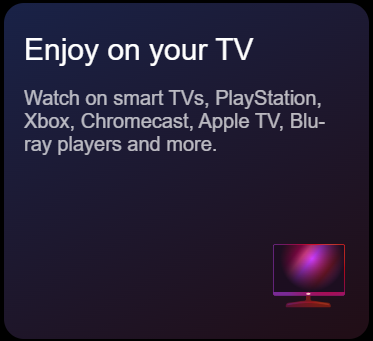 Enjoy on your TV
Watch on smart TVs, PlayStation,
Xbox, Chromecast, Apple TV, Blu-
ray players and more.